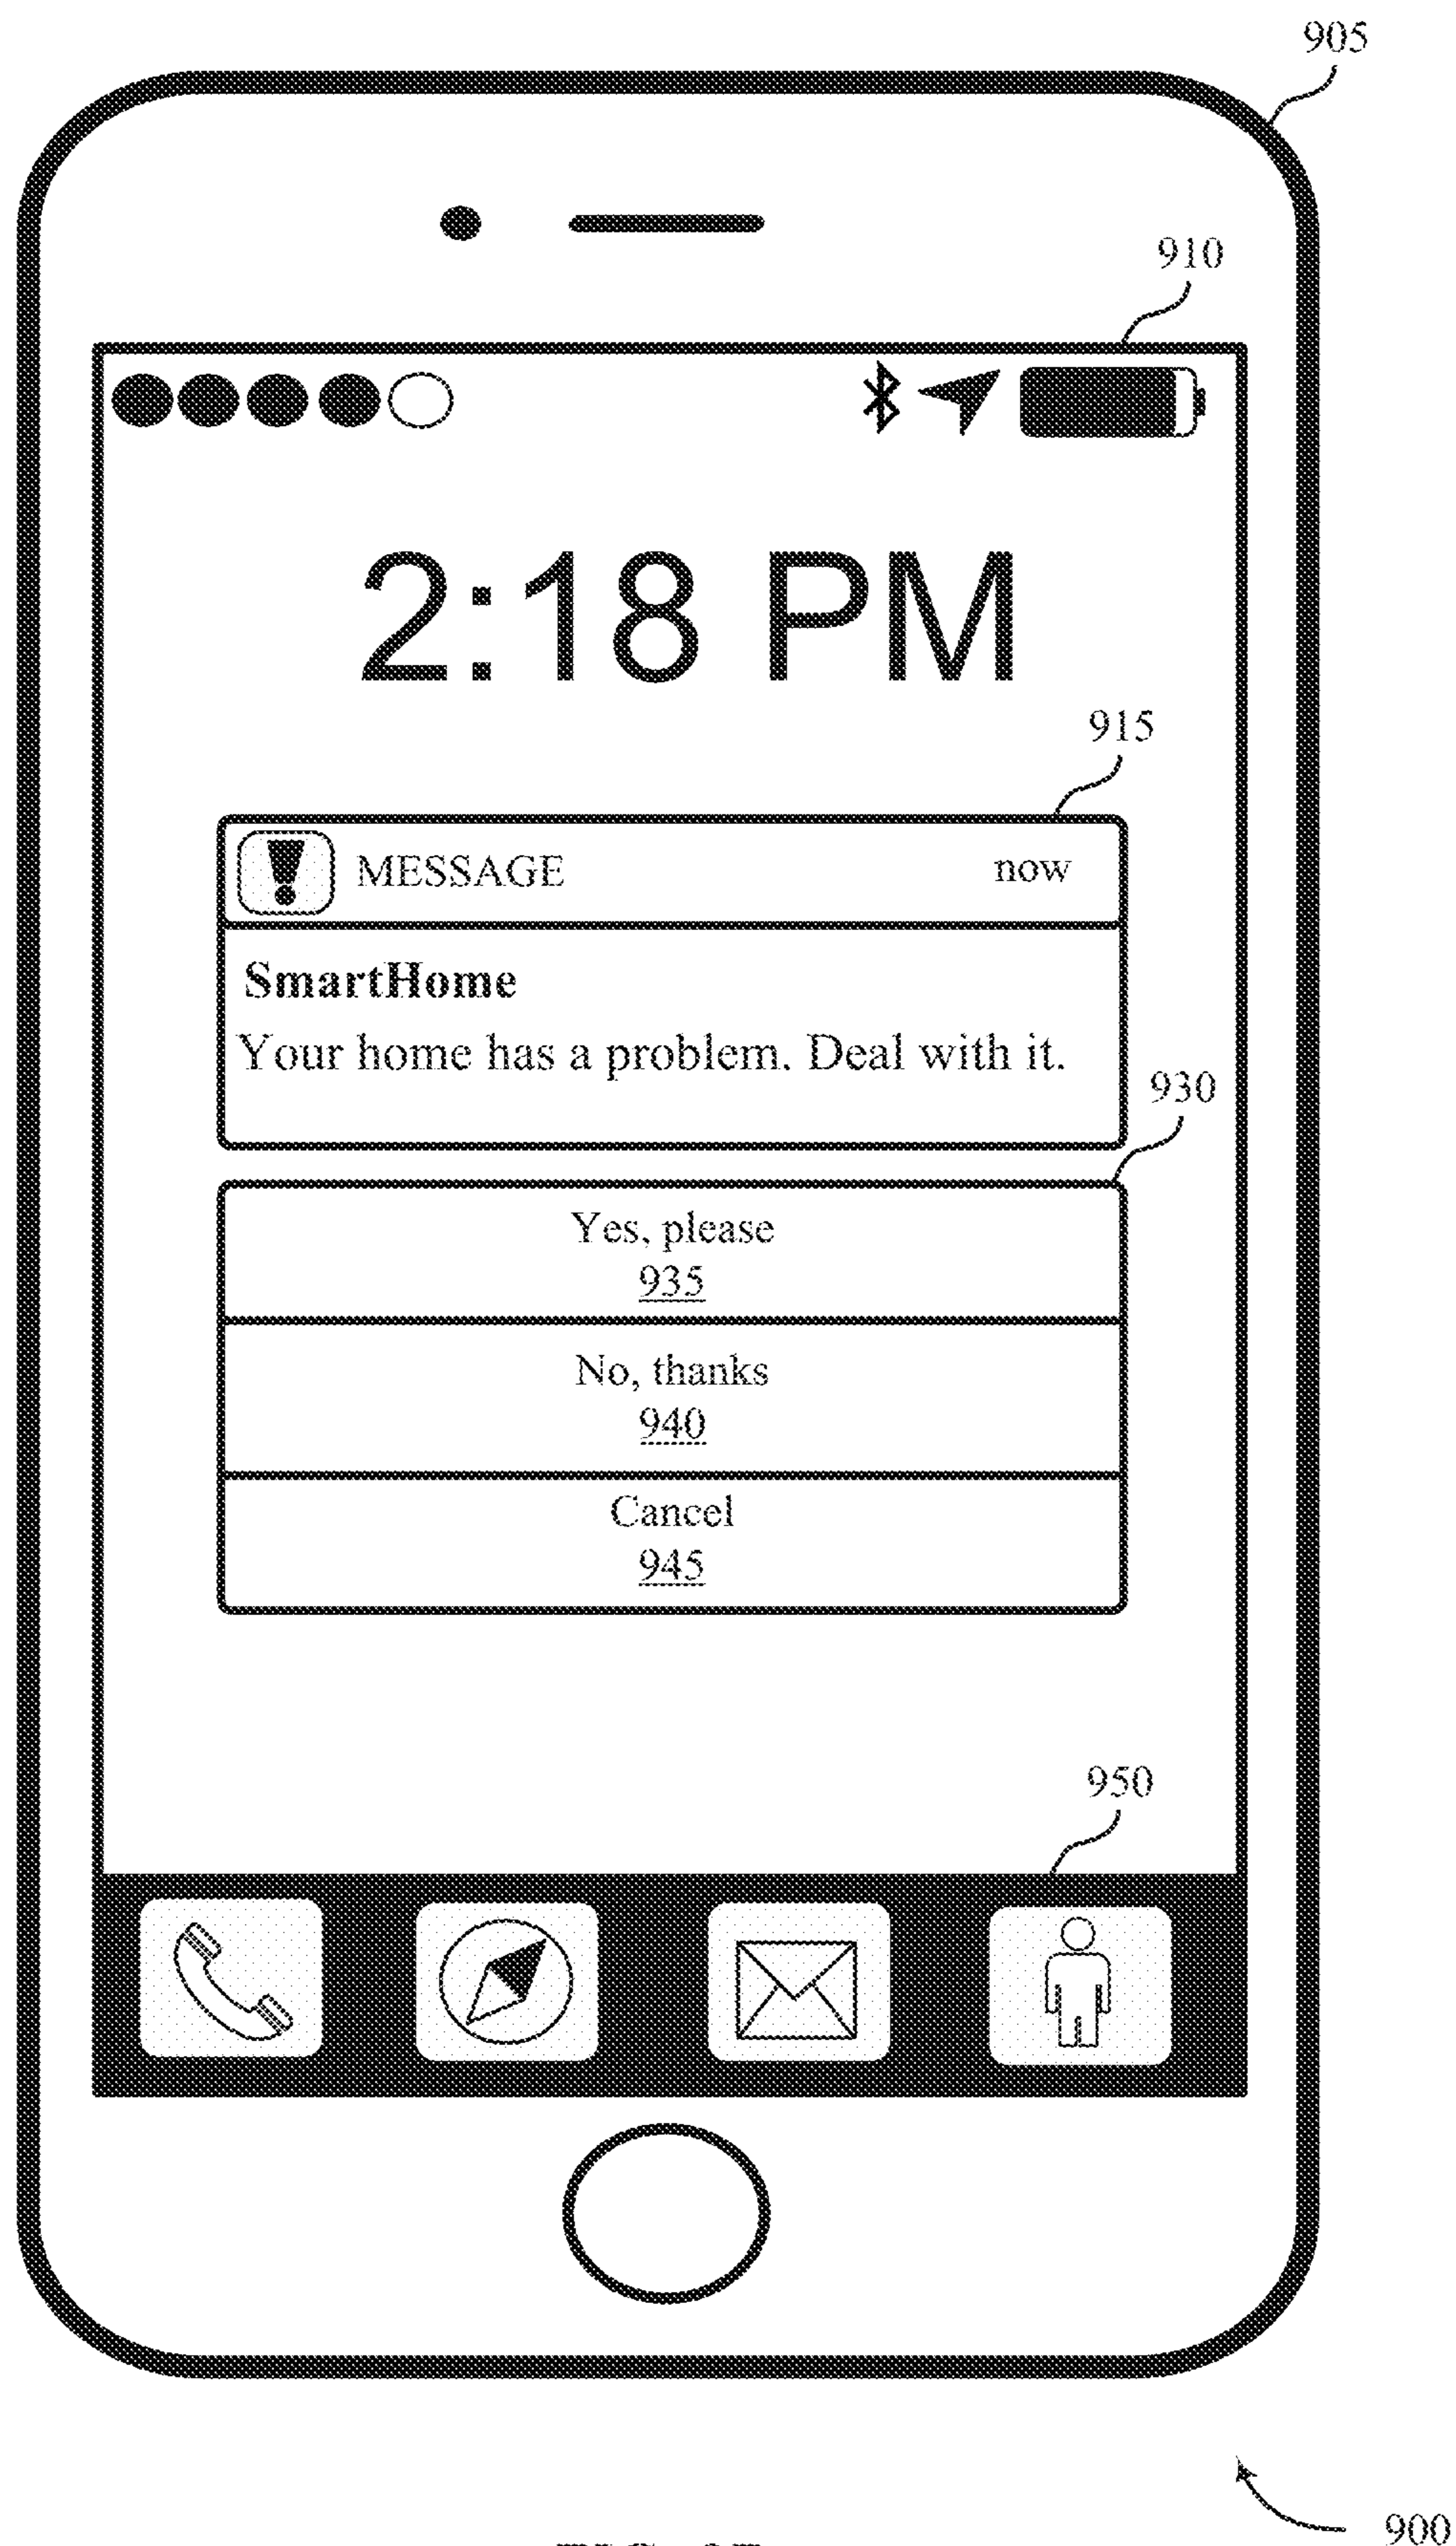 905
910
2:18 PM
915
MESSAGE now
SmartHome
Your home has a problem. Deal with it.
930
Yes, please
935
No, thanks
940
Cancel
945
950
900